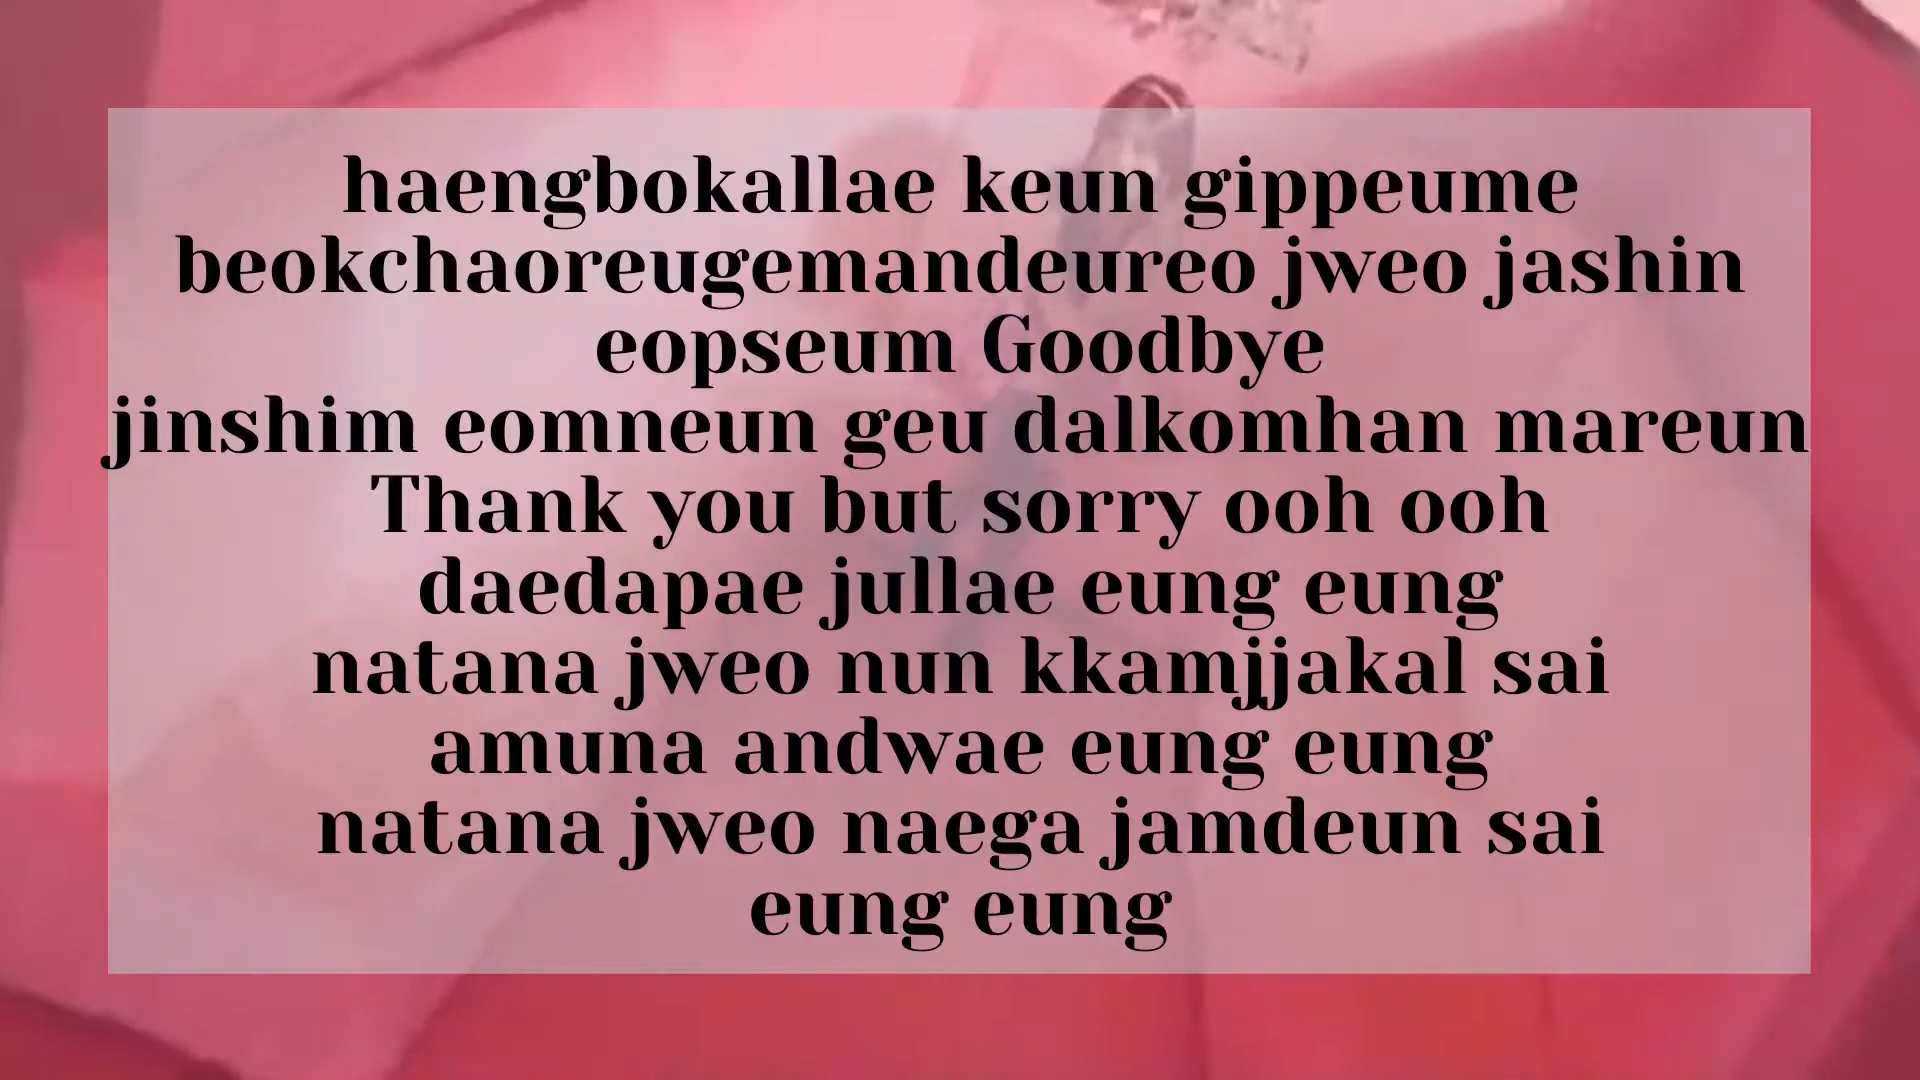 haengbokallae keun gippeume
beokchaoreugemandeureo jweo jashin
eopseum Goodbye
jinshim eomneun geu dalkomhan mareun
Thank you but sorry ooh ooh
daedapae jullae eung eung
natana jweo nun kkamjjakal sai
amuna andwae eung eung
natana jweo naega jamdeun sai
eung eung